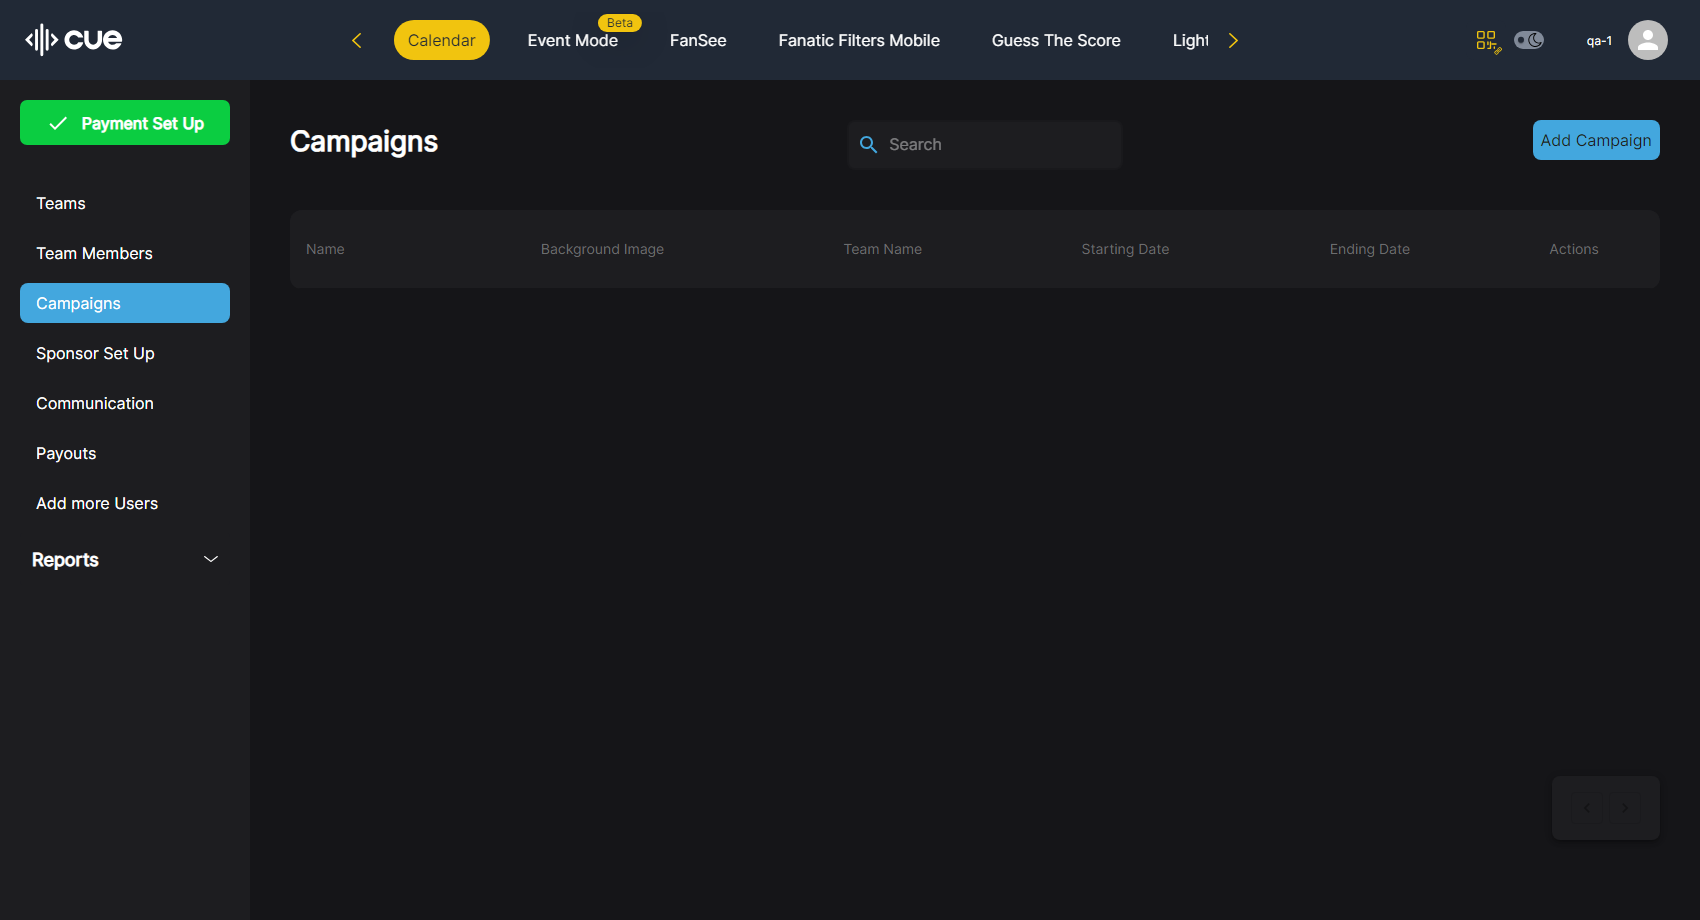 cue
Calendar
Event Mode
Beta
FanSee
Fanatic Filters Mobile
Guess The Score
Light
qa-1
Payment Set Up
Teams
Team Members
Campaigns
Sponsor Set Up
Communication
Payouts
Add more Users
Reports
Campaigns
Search
Add Campaign
Name
Background Image
Team Name
Starting Date
Ending Date
Actions